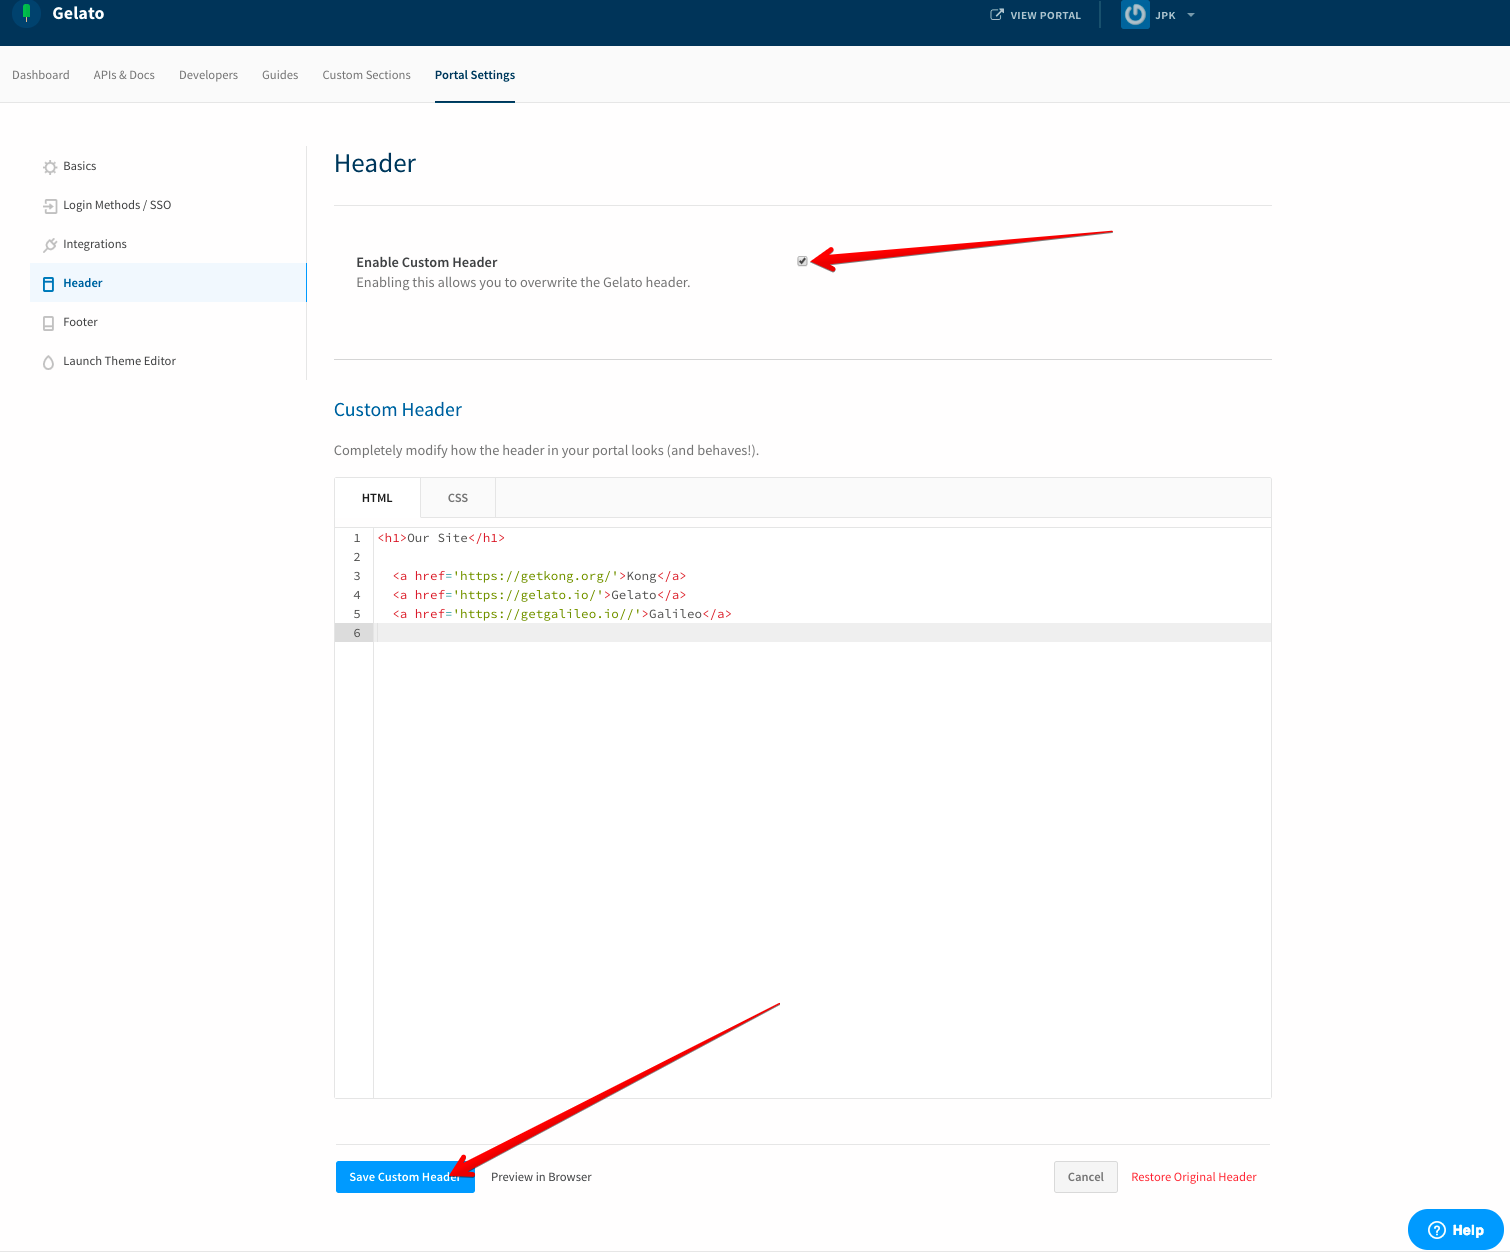 Gelato
VIEW PORTAL
JPK
Dashboard APIs & Docs Developers Guides Custom Sections Portal Settings
Basics
Login Methods / SSO
Integrations
Header
Footer
Launch Theme Editor
Header
Enable Custom Header
Enabling this allows you to overwrite the Gelato header.
Custom Header
Completely modify how the header in your portal looks (and behaves!).
HTML CSS
1 <h1>Our Site</h1>
2
3 <a href='https://getkong.org/'>Kong</a>
4 <a href='https://gelato.io/'>Gelato</a>
5 <a href='https://getgalileo.io//'>Galileo</a>
6
Save Custom Header Preview in Browser Cancel Restore Original Header
? Help